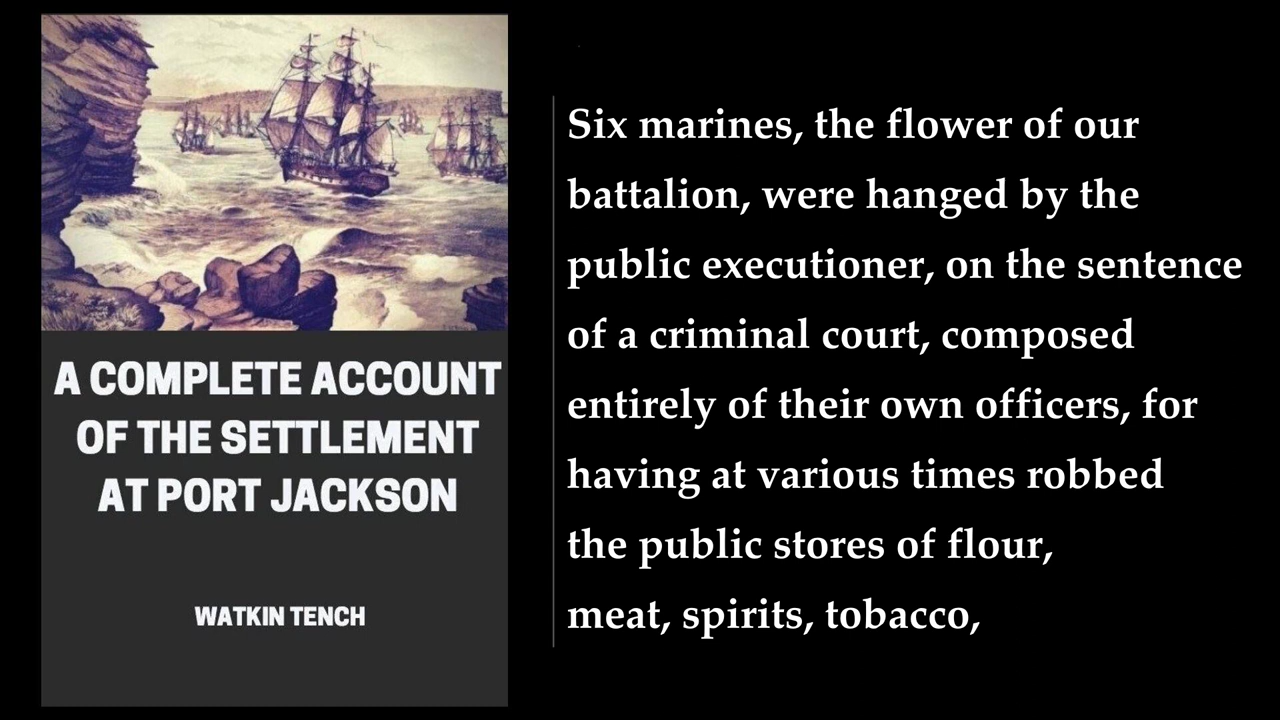 A COMPLETE ACCOUNT
OF THE SETTLEMENT
AT PORT JACKSON
WATKIN TENCH
Six marines, the flower of our
battalion, were hanged by the
public executioner, on the sentence
of a criminal court, composed
entirely of their own officers, for
having at various times robbed
the public stores of flour,
meat, spirits, tobacco,